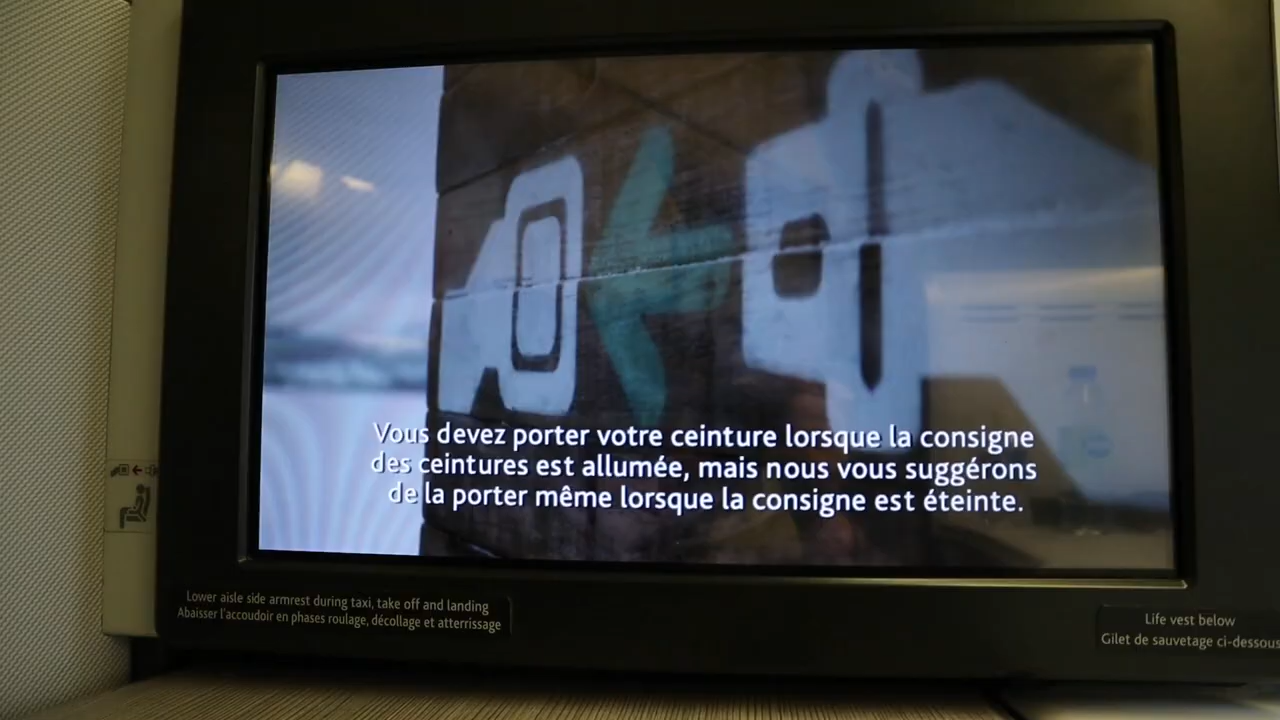 Vous devez porter votre ceinture lorsque la consigne
des ceintures est allumée, mais nous vous suggérons
de la porter même lorsque la consigne est éteinte.
Lower aisle side armrest during taxi, take off and landing
Abaisser l'accoudoir en phases roulage, décollage et atterrissage
Life vest below
Gilet de sauvetage ci-dessous